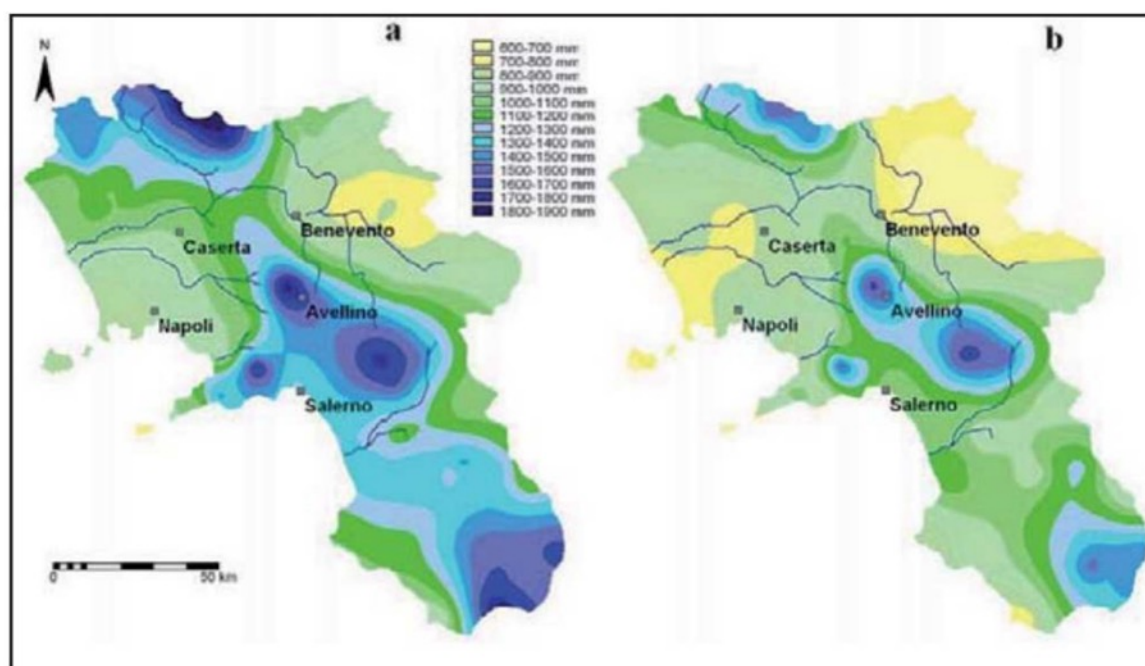 a
b
N
600-700 mm
700-800 mm
800-900 mm
900-1000 mm
1000-1100 mm
1100-1200 mm
1200-1300 mm
1300-1400 mm
1400-1500 mm
1500-1600 mm
1600-1700 mm
1700-1800 mm
1800-1900 mm
Caserta
Benevento
Avellino
Napoli
Salerno
Caserta
Benevento
Avellino
Napoli
Salerno
0 50 km